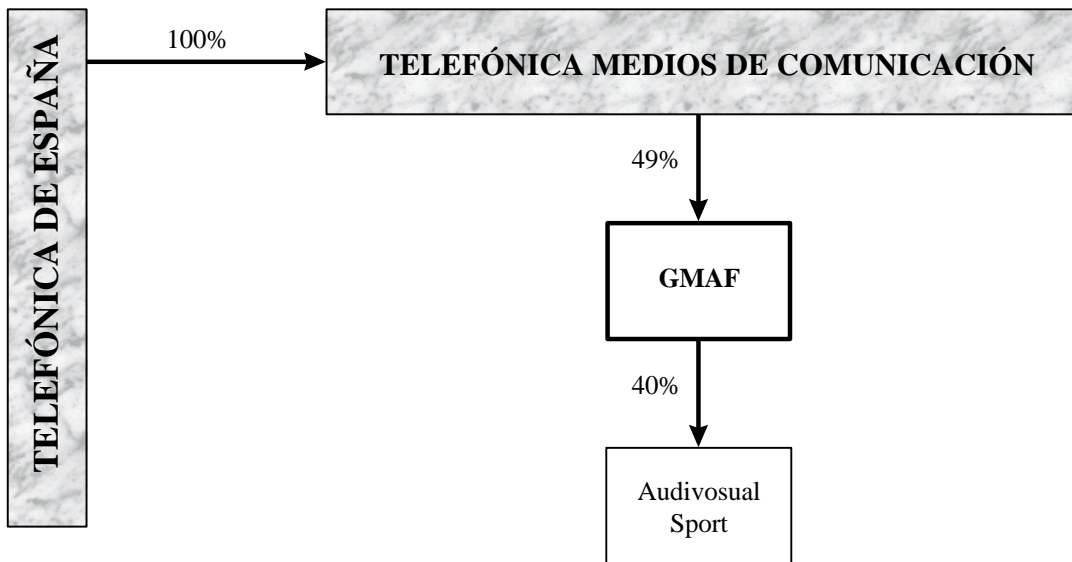 TELEFÓNICA DE ESPAÑA
100%
TELEFÓNICA MEDIOS DE COMUNICACIÓN
49%
GMAF
40%
Audivosual
Sport